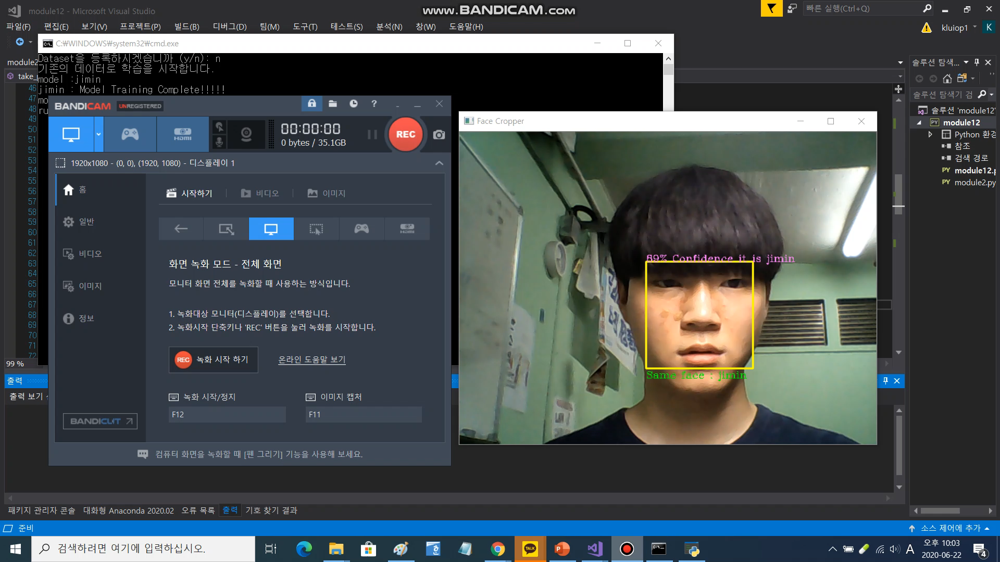 module12 - Microsoft Visual Studio
www.BANDICAM.com
빠른 실행(Ctrl+Q)
파일(F) 편집(E) 보기(V) 프로젝트(P) 빌드(B) 디버그(D) 팀(M) 도구(T) 테스트(S) 분석(N) 창(W) 도움말(H)
kluiop1
K
C:₩WINDOWS₩system32₩cmd.exe
module2
take_
Dataset을 등록하시겠습니까 (y/n): n
기존의 데이터로 학습을 시작합니다.
model :jimin
jimin : Model Training Complete!!!!!
mo
ru
46
47
48
49
50
51
52
53
54
55
56
57
58
59
60
61
62
63
64
65
66
67
68
69
70
71
72
99 %
BANDICAM UNREGISTERED
?
HDMI
00:00:00
0 bytes / 35.1GB
REC
1920x1080 - (0, 0), (1920, 1080) - 디스플레이 1
홈
일반
비디오
이미지
정보
BANDICUT
시작하기 비디오 이미지
HDMI
화면 녹화 모드 - 전체 화면
모니터 화면 전체를 녹화할 때 사용하는 방식입니다.
1. 녹화대상 모니터(디스플레이)를 선택합니다.
2. 녹화시작 단축키나 'REC' 버튼을 눌러 녹화를 시작합니다.
REC 녹화 시작 하기
온라인 도움말 보기
녹화 시작/정지 이미지 캡처
F12 F11
컴퓨터 화면을 녹화할 때 [펜 그리기] 기능을 사용해 보세요.
Face Cropper
Confidence it is jimin
Same face : jimin
솔루션 탐색...
솔루션 탐색기 검
솔루션 'module12'
PY module12
Python 환경
참조
검색 경로
PY module12.p
PY module2.py
출력
출력 보기
패키지 관리자 콘솔 대화형 Anaconda 2020.02 오류 목록 출력 기호 찾기 결과
준비
소스 제어에 추가
검색하려면 여기에 입력하십시오.
TALK
A
오후 10:03
2020-06-22
4